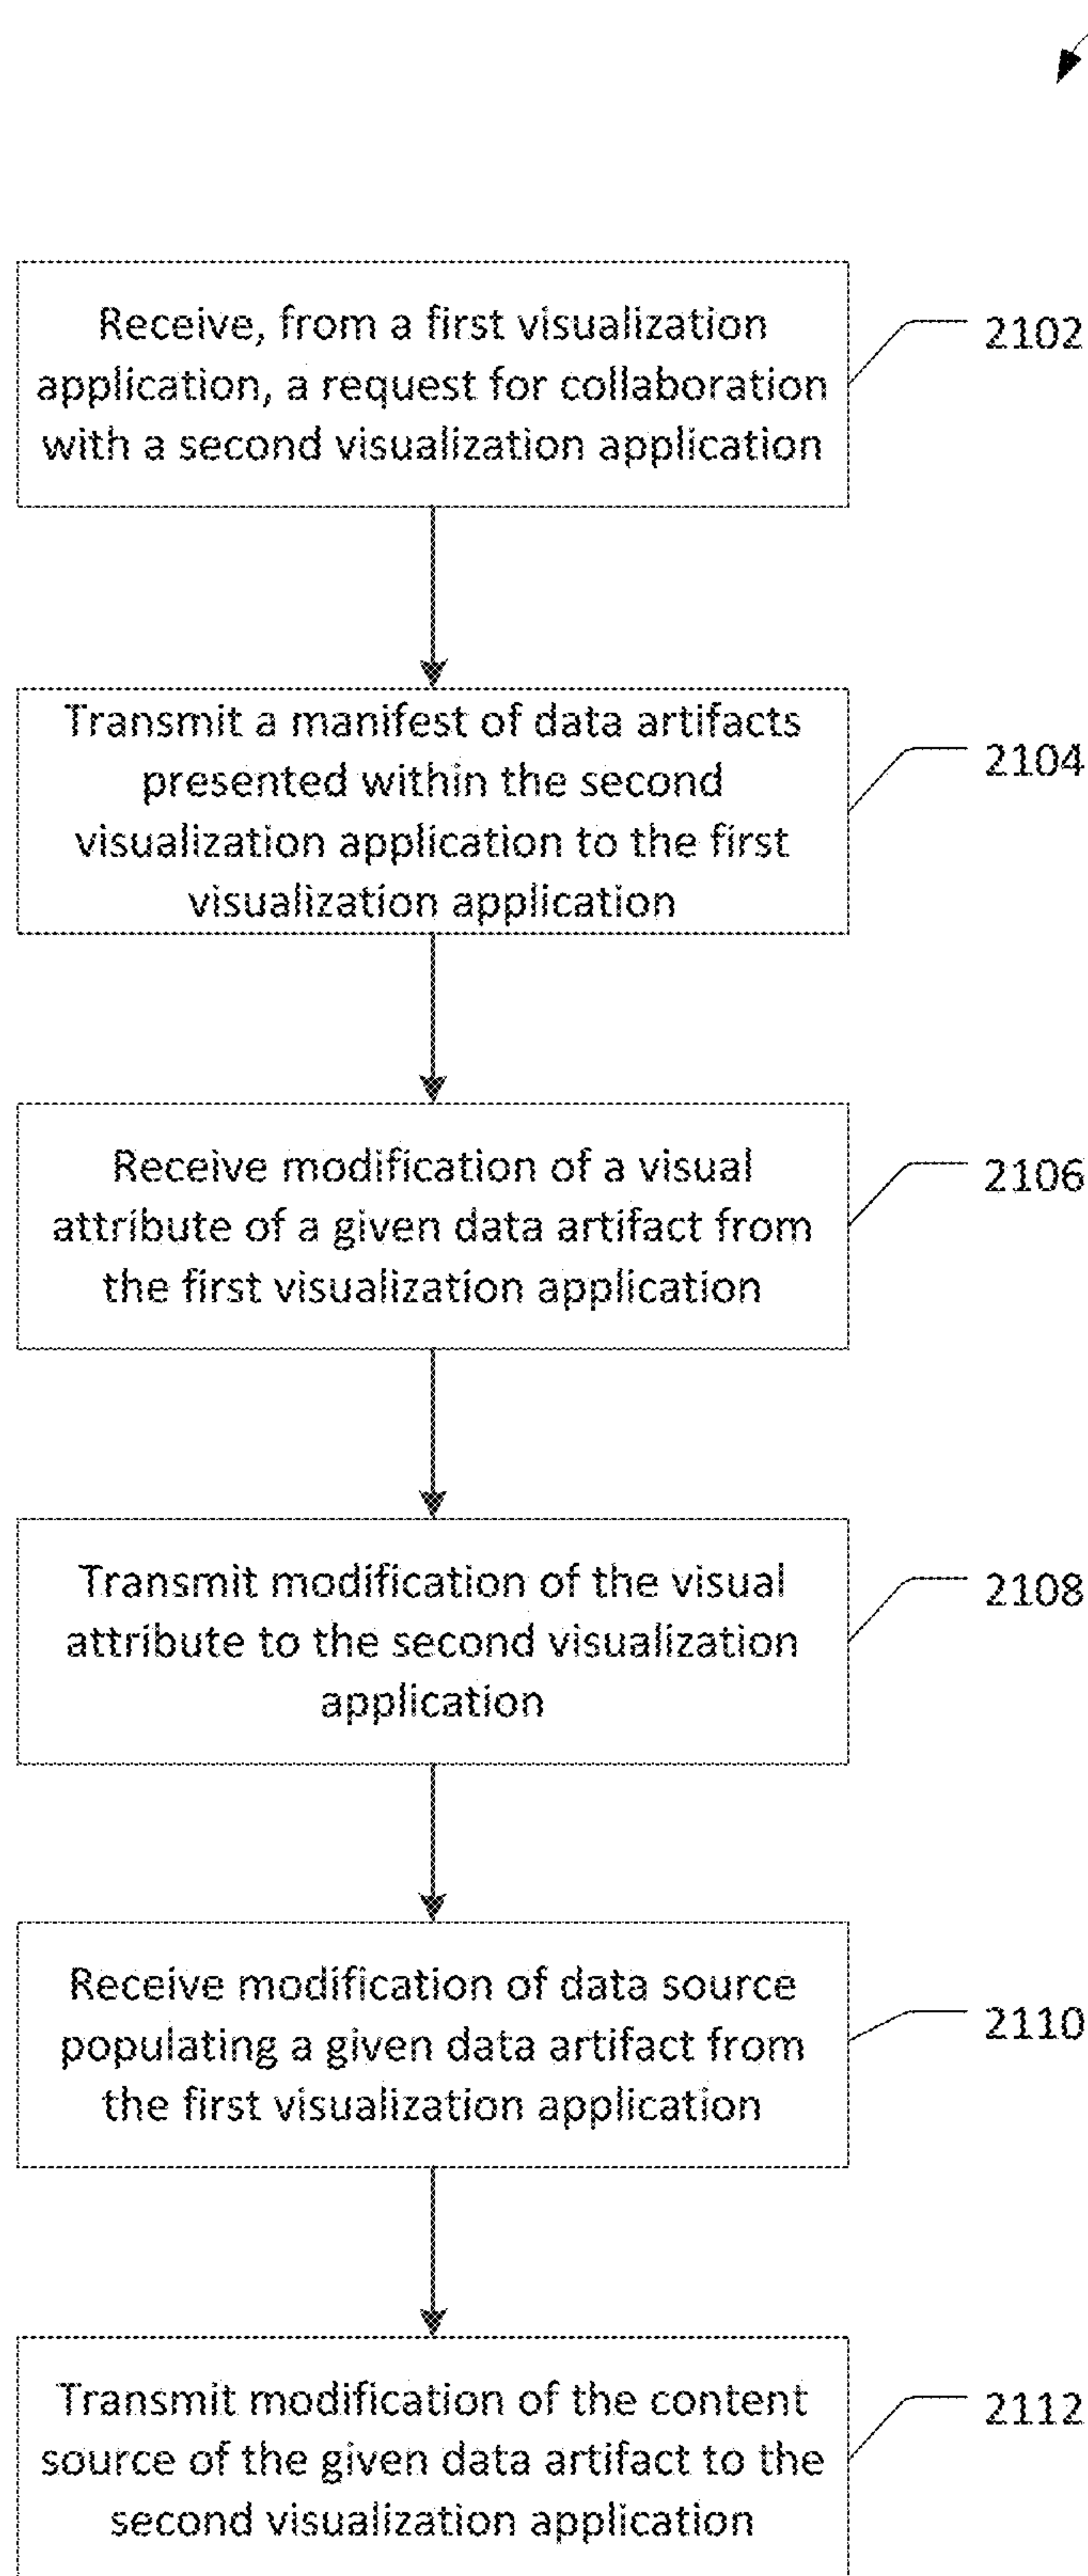 Receive, from a first visualization
application, a request for collaboration
with a second visualization application
2102
Transmit a manifest of data artifacts
presented within the second
visualization application to the first
visualization application
2104
Receive modification of a visual
attribute of a given data artifact from
the first visualization application
2106
Transmit modification of the visual
attribute to the second visualization
application
2108
Receive modification of data source
populating a given data artifact from
the first visualization application
2110
Transmit modification of the content
source of the given data artifact to the
second visualization application
2112